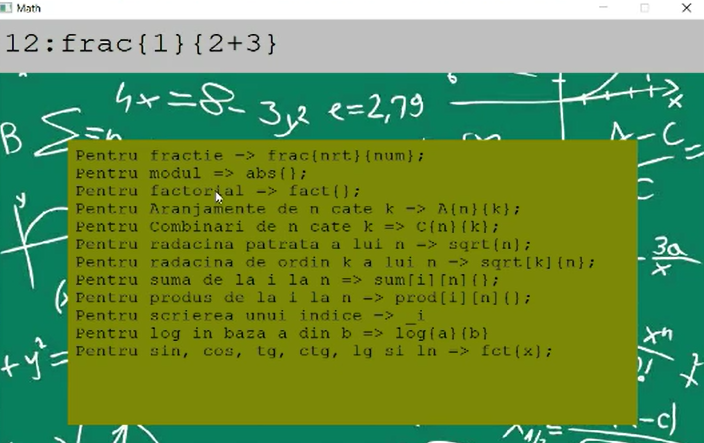 Math
12:frac{1}{2+3}
4x=8-3y² e=2,79
B
A-C
C
x
y
Pentru fractie -> frac{nrt}{num};
Pentru modul => abs{};
Pentru factorial -> fact{};
Pentru Aranjamente de n cate k -> A{n}{k};
Pentru Combinari de n cate k => C{n}{k};
Pentru radacina patrata a lui n -> sqrt{n};
Pentru radacina de ordin k a lui n -> sqrt[k]{n};
Pentru suma de la i la n => sum[i][n]{};
Pentru produs de la i la n -> prod[i][n]{};
Pentru scrierea unui indice -> _i
Pentru log in baza a din b => log{a}{b}
Pentru sin, cos, tg, ctg, lg si ln -> fct{x};
3a
x
+y²=
xn